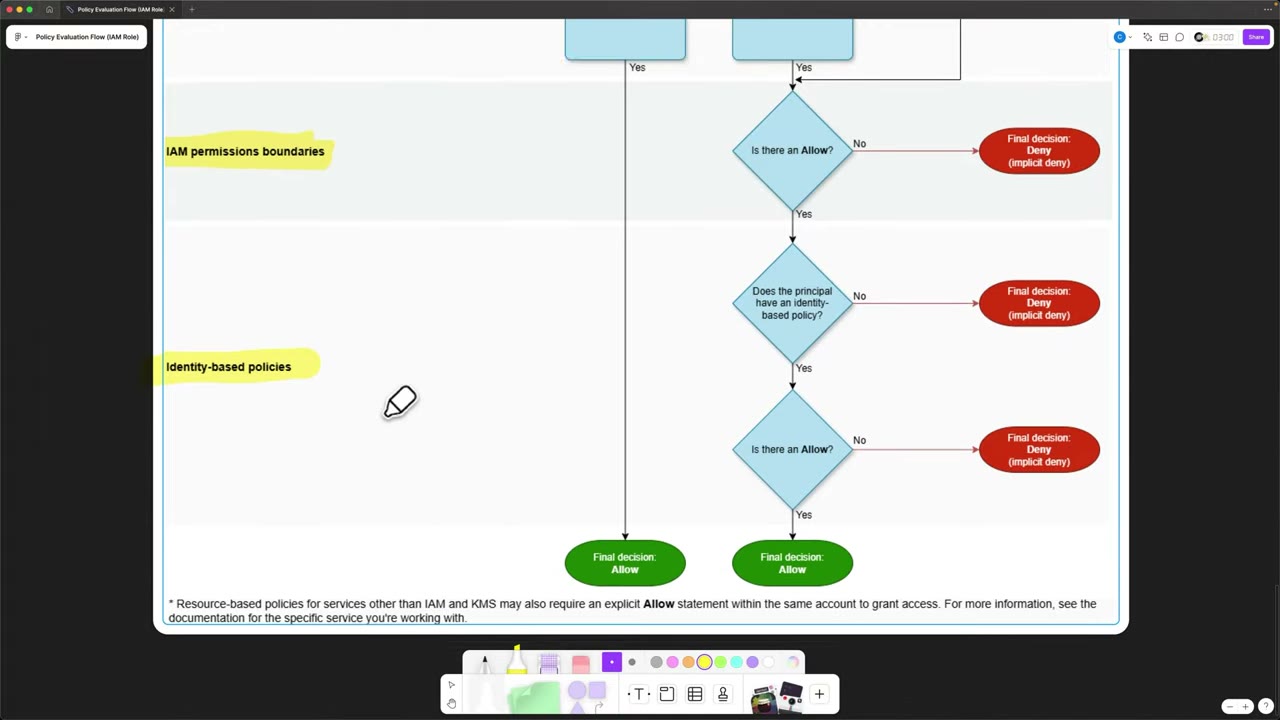 Policy Evaluation Flow (IAM Role)
Policy Evaluation Flow (IAM Role)
C
03:00
Share
Yes
Yes
IAM permissions boundaries
Is there an Allow?
No
Final decision:
Deny
(implicit deny)
Yes
Does the principal
have an identity-
based policy?
No
Final decision:
Deny
(implicit deny)
Yes
Identity-based policies
Is there an Allow?
No
Final decision:
Deny
(implicit deny)
Yes
Final decision:
Allow
Final decision:
Allow
* Resource-based policies for services other than IAM and KMS may also require an explicit Allow statement within the same account to grant access. For more information, see the
documentation for the specific service you're working with.
T
?